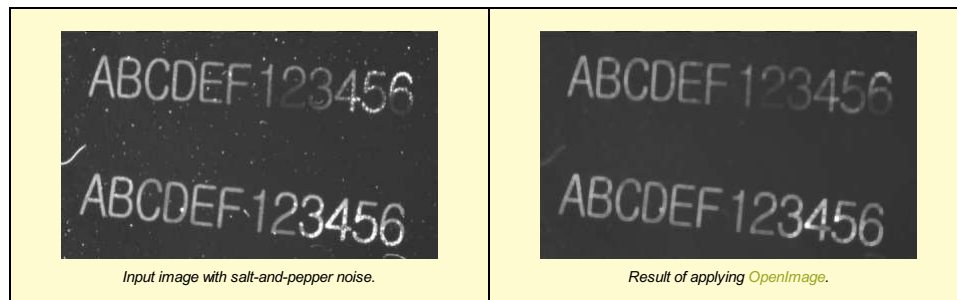 ABCDEF 123456
ABCDEF 123456
Input image with salt-and-pepper noise.
ABCDEF 123456
ABCDEF 123456
Result of applying OpenImage.